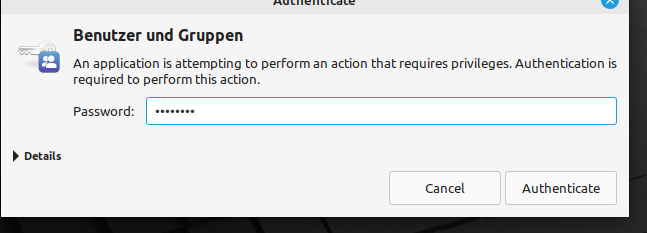 Authenticate
Benutzer und Gruppen
An application is attempting to perform an action that requires privileges. Authentication is
required to perform this action.
Password: ••••••••
Details
Cancel Authenticate